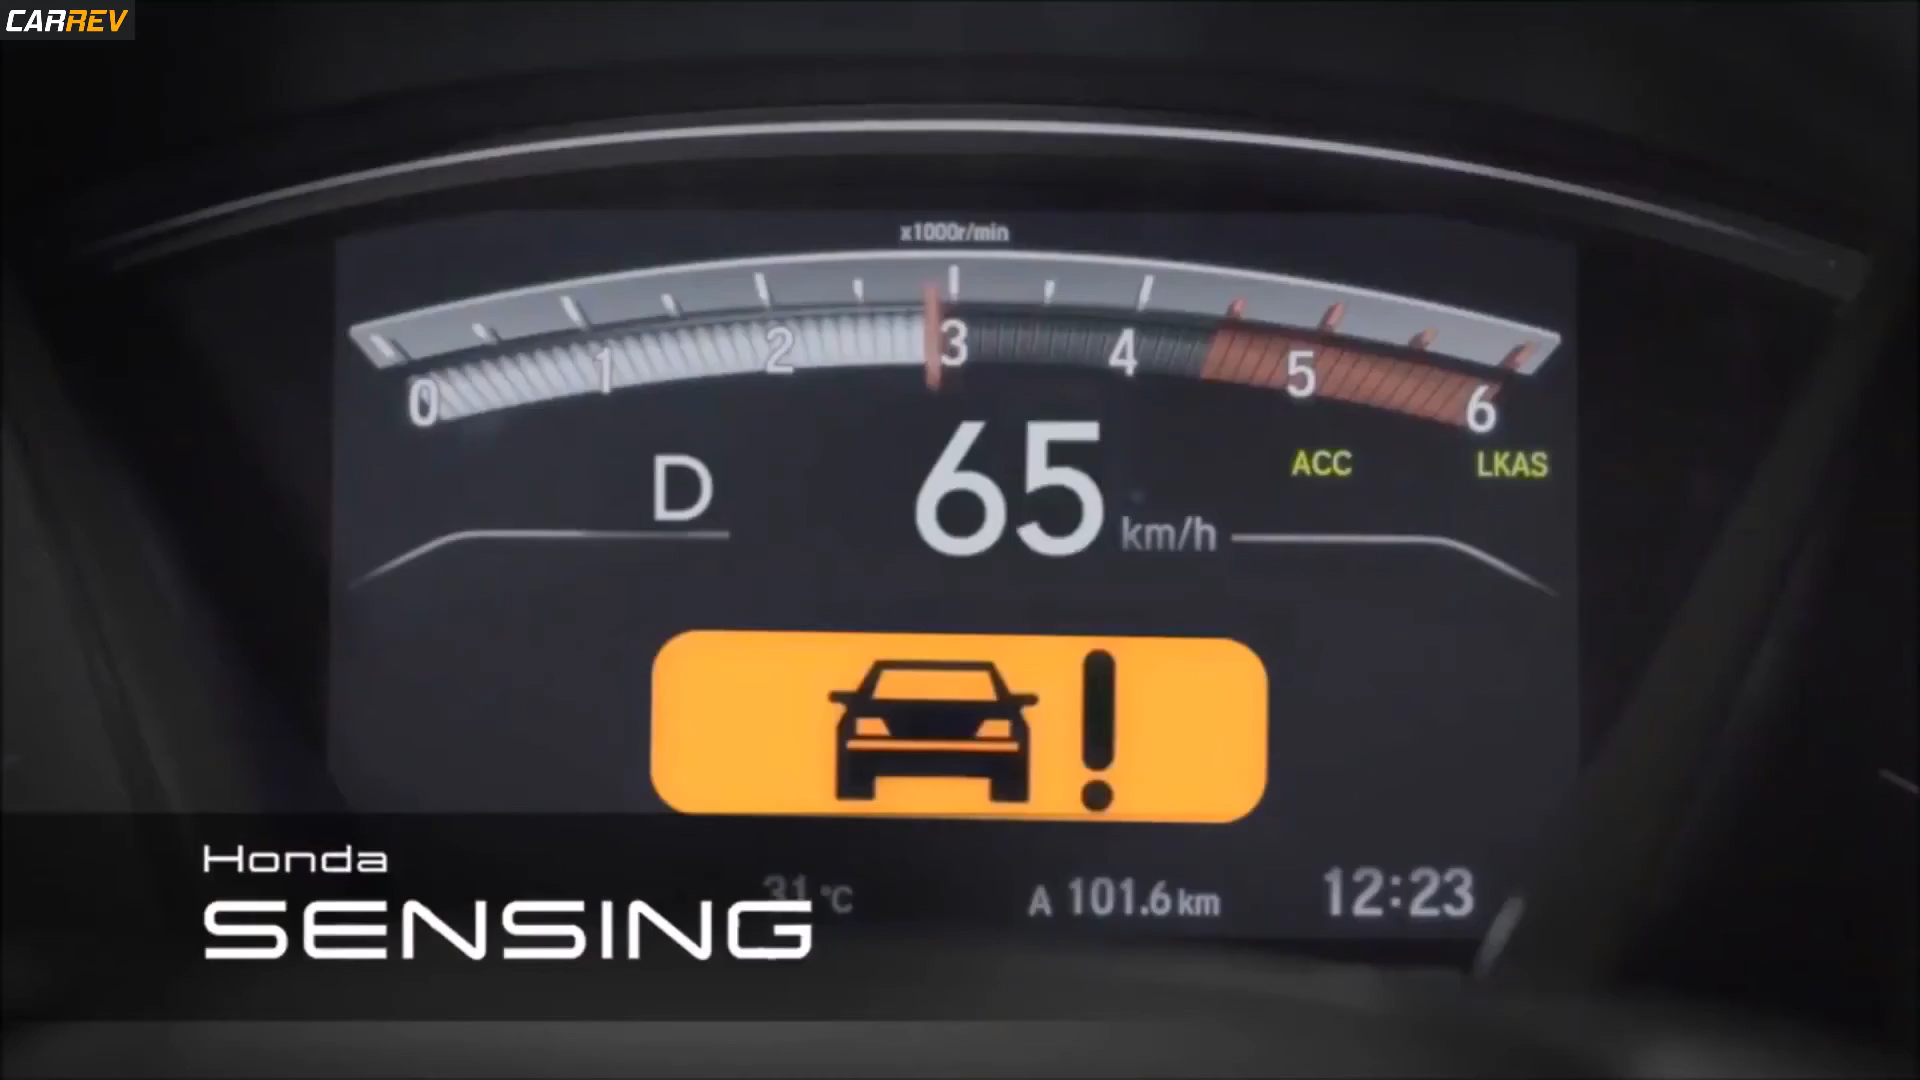 CARREV
x1000r/min
0 1 2 3 4 5 6
D 65 km/h ACC LKAS
!
31 °C A 101.6 km 12:23
Honda
SENSING